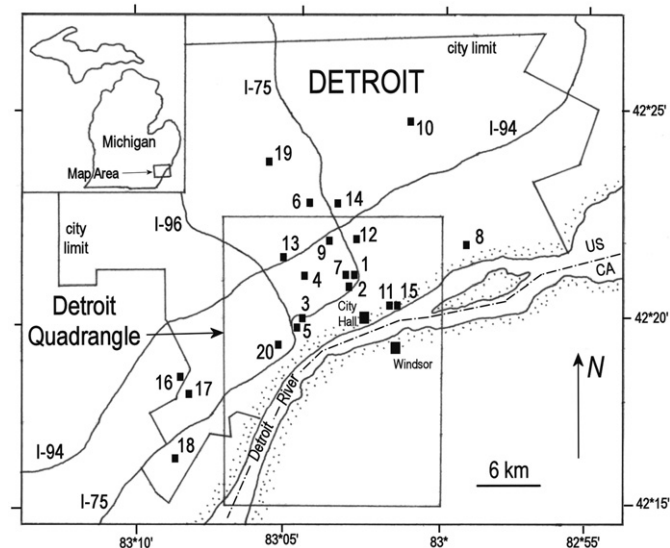 city limit
I-75
DETROIT
42°25'
Michigan
10
I-94
Map Area
19
6
14
I-96
city
limit
13
9
12
8
US
CA
4
7
1
2
Detroit
Quadrangle
3
City
Hall
11
15
42°20'
5
20
Windsor
16
17
N
River
Detroit
18
I-94
6 km
I-75
42°15'
83°10'
83°05'
83°
82°55'